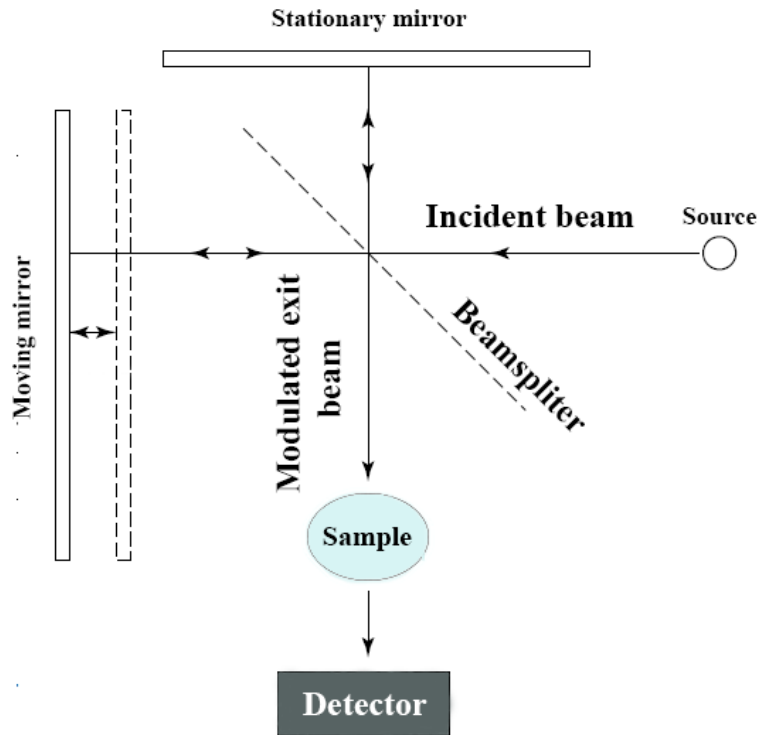 Stationary mirror
Incident beam
Source
Moving mirror
Modulated exit
beam
Beamspliter
Sample
Detector